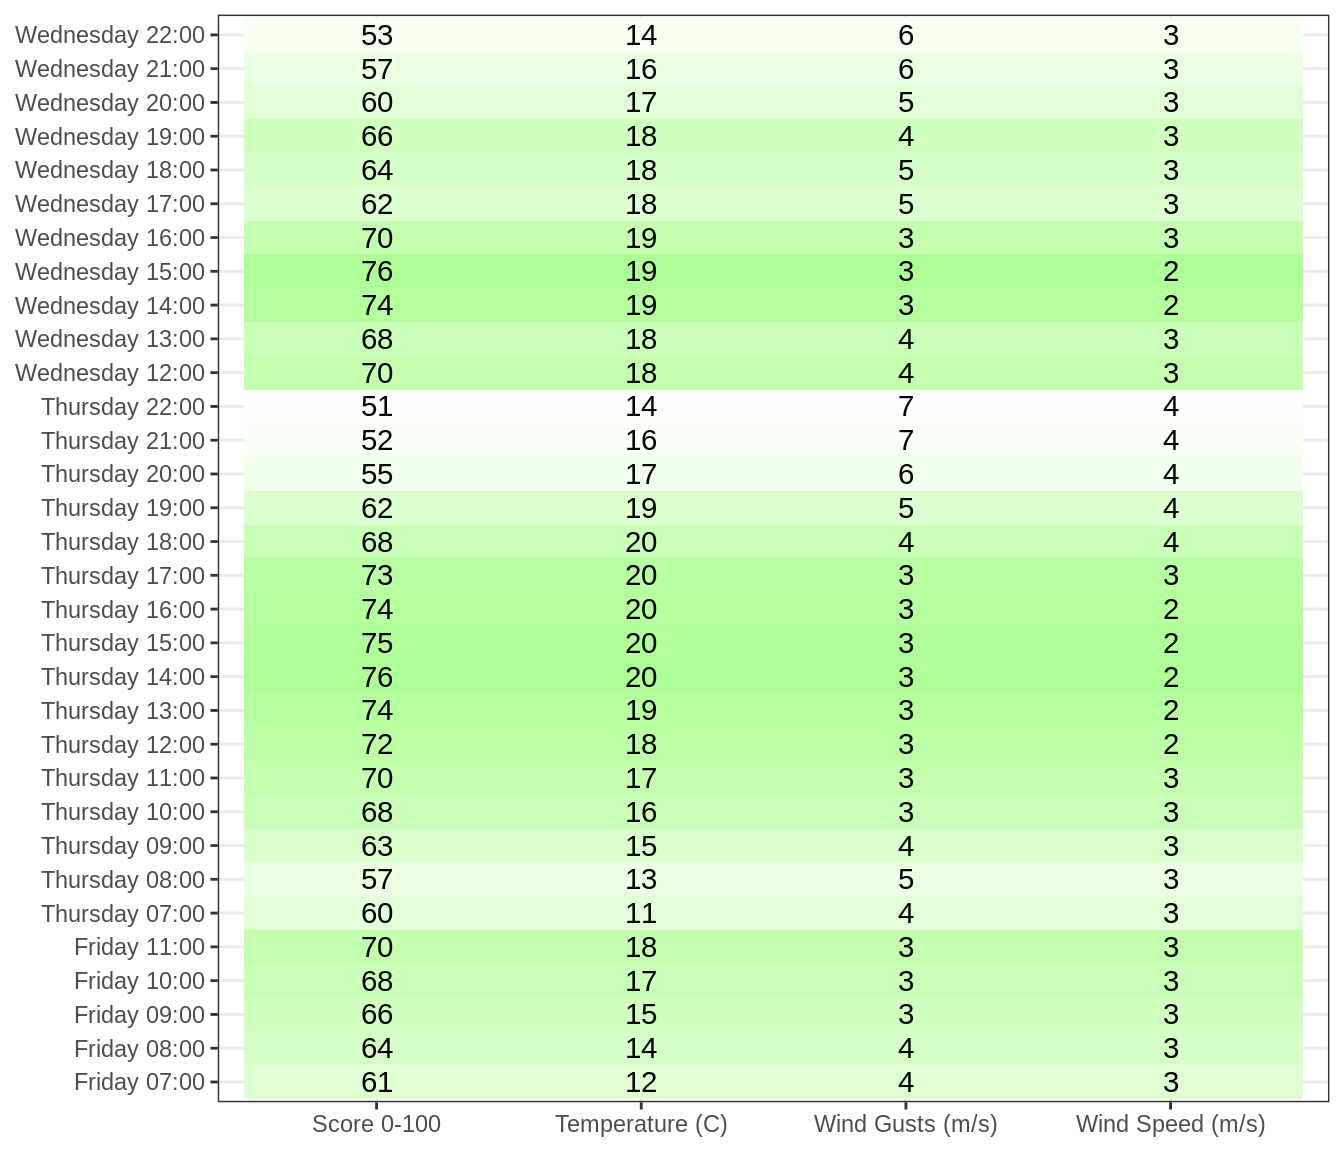 Wednesday 22:00 53 14 6 3
Wednesday 21:00 57 16 6 3
Wednesday 20:00 60 17 5 3
Wednesday 19:00 66 18 4 3
Wednesday 18:00 64 18 5 3
Wednesday 17:00 62 18 5 3
Wednesday 16:00 70 19 3 3
Wednesday 15:00 76 19 3 2
Wednesday 14:00 74 19 3 2
Wednesday 13:00 68 18 4 3
Wednesday 12:00 70 18 4 3
Thursday 22:00 51 14 7 4
Thursday 21:00 52 16 7 4
Thursday 20:00 55 17 6 4
Thursday 19:00 62 19 5 4
Thursday 18:00 68 20 4 4
Thursday 17:00 73 20 3 3
Thursday 16:00 74 20 3 2
Thursday 15:00 75 20 3 2
Thursday 14:00 76 20 3 2
Thursday 13:00 74 19 3 2
Thursday 12:00 72 18 3 2
Thursday 11:00 70 17 3 3
Thursday 10:00 68 16 3 3
Thursday 09:00 63 15 4 3
Thursday 08:00 57 13 5 3
Thursday 07:00 60 11 4 3
Friday 11:00 70 18 3 3
Friday 10:00 68 17 3 3
Friday 09:00 66 15 3 3
Friday 08:00 64 14 4 3
Friday 07:00 61 12 4 3
Score 0-100 Temperature (C) Wind Gusts (m/s) Wind Speed (m/s)